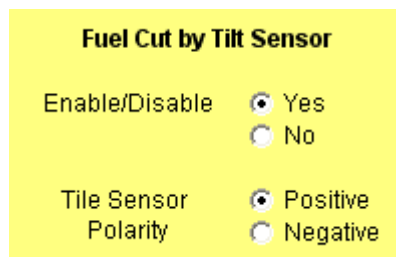 Fuel Cut by Tilt Sensor
Enable/Disable Yes
No
Tile Sensor Positive
Polarity Negative